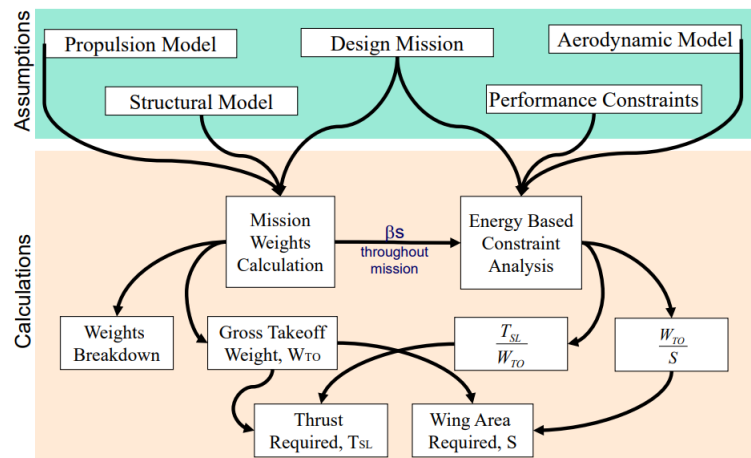 Assumptions
Propulsion Model
Design Mission
Aerodynamic Model
Structural Model
Performance Constraints
Calculations
Mission
Weights
Calculation
βs
throughout
mission
Energy Based
Constraint
Analysis
Weights
Breakdown
Gross Takeoff
Weight, WTO
TSL
WTO
WTO
S
Thrust
Required, TSL
Wing Area
Required, S